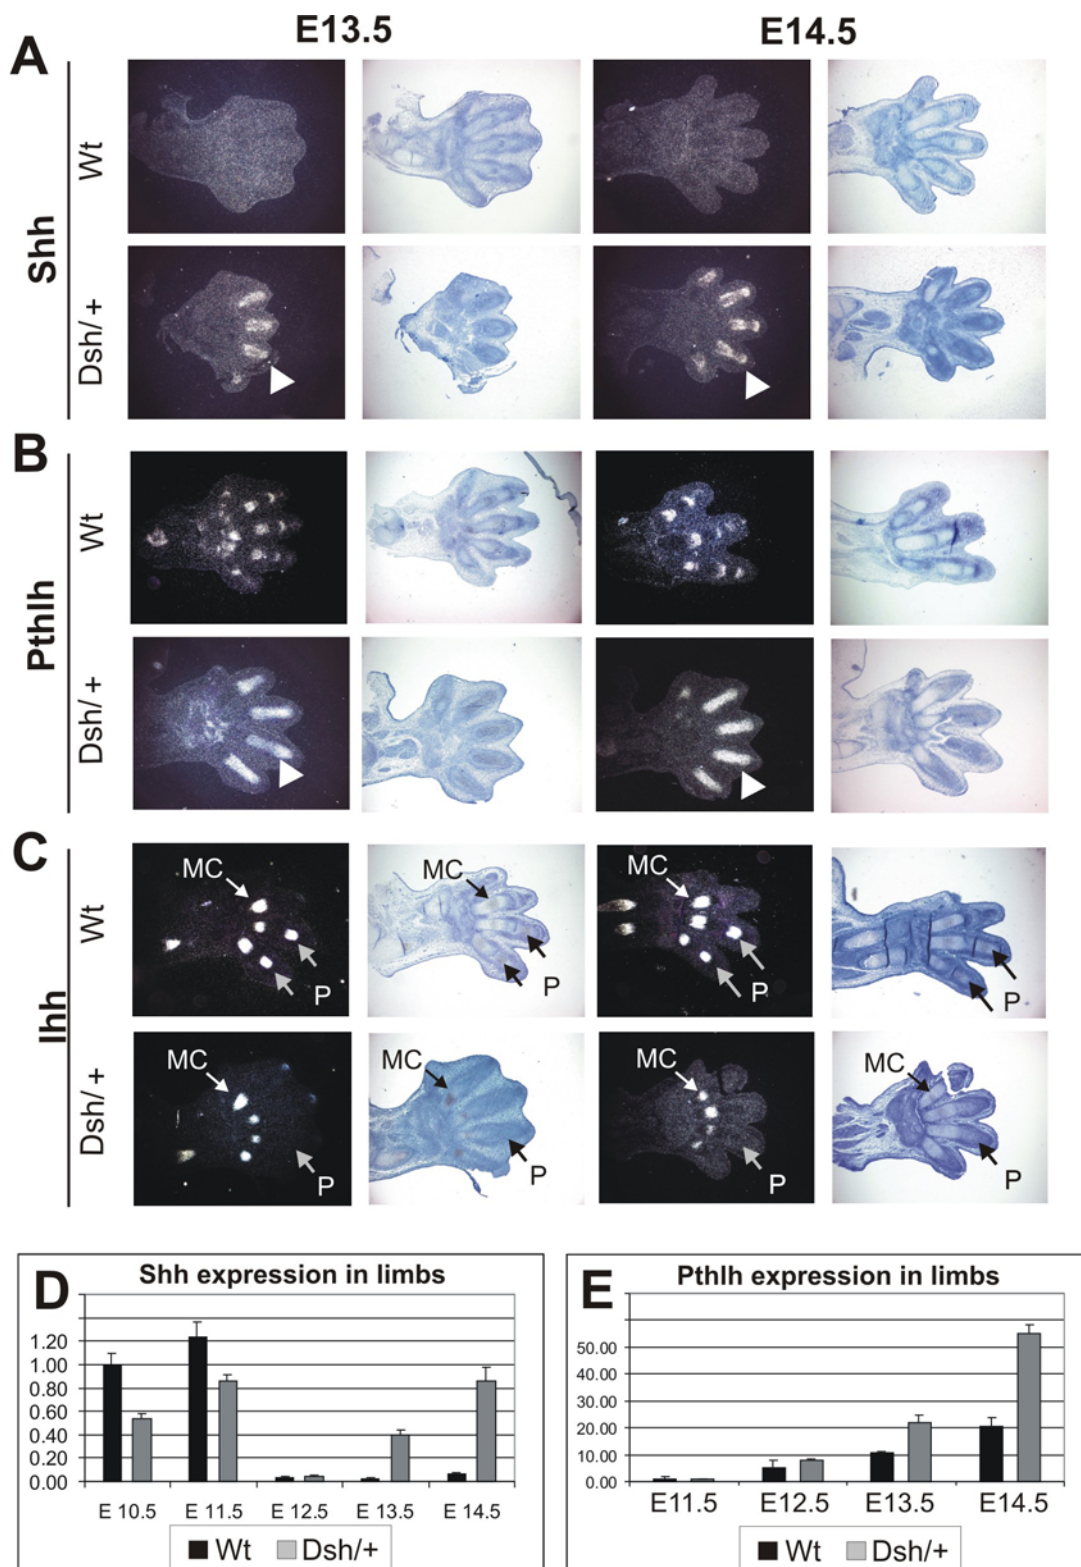 E13.5 E14.5
A
Shh
Wt
Dsh/+
B
Pthlh
Wt
Dsh/+
C
Ihh
Wt
MC MC MC
P P P P
Dsh/+
MC MC MC MC
P P P P
D Shh expression in limbs
1.20
1.00
0.80
0.60
0.40
0.20
0.00
E 10.5 E 11.5 E 12.5 E 13.5 E 14.5
Wt Dsh/+
E Pthlh expression in limbs
50.00
40.00
30.00
20.00
10.00
0.00
E11.5 E12.5 E13.5 E14.5
Wt Dsh/+